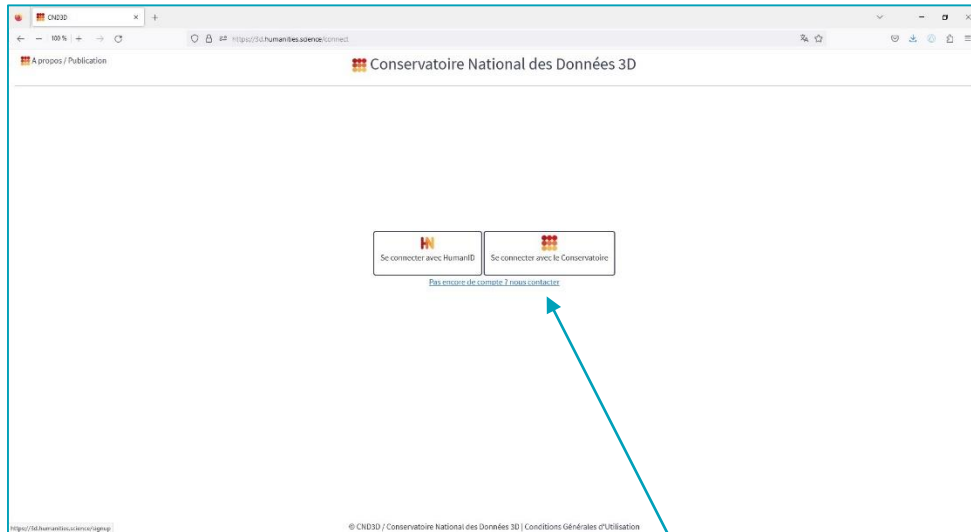 CND3D
100 %
https://3d.humanities.science/connect
A propos / Publication
Conservatoire National des Données 3D
HN
Se connecter avec HumanID
Se connecter avec le Conservatoire
Pas encore de compte ? nous contacter
https://3d.humanities.science/signup
© CND3D / Conservatoire National des Données 3D | Conditions Générales d'Utilisation